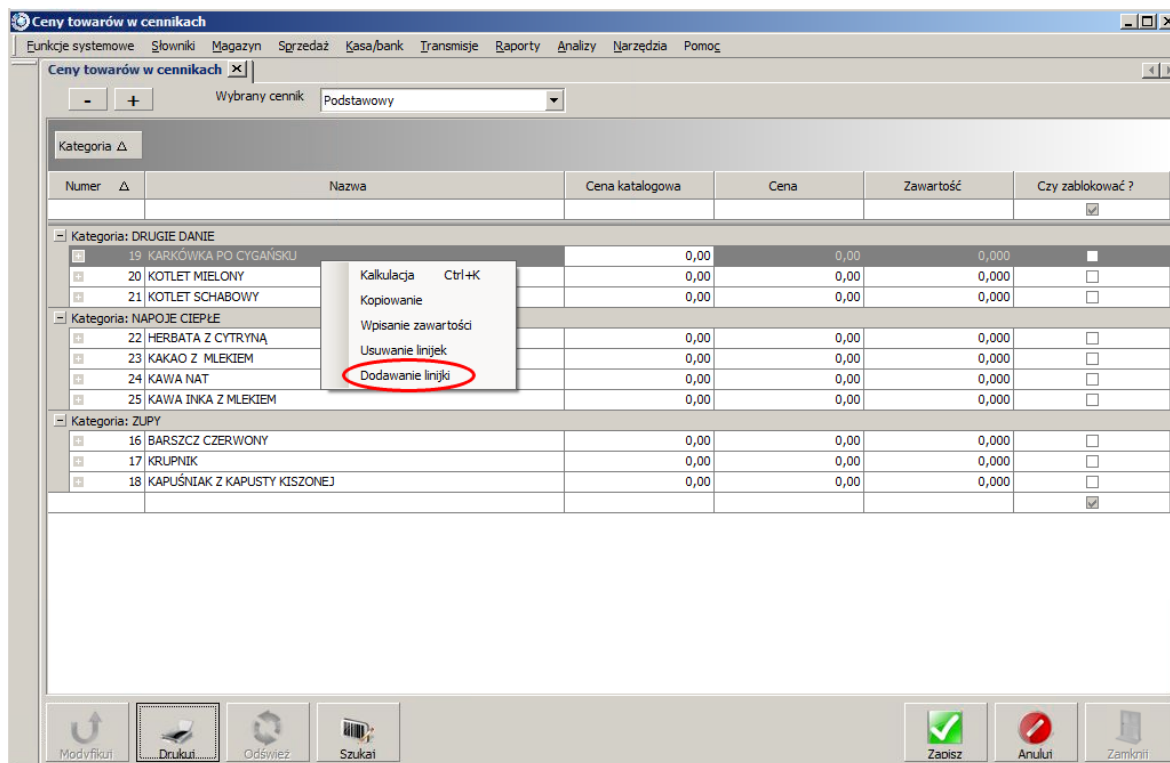 Ceny towarów w cennikach
Funkcje systemowe Słowniki Magazyn Sprzedaż Kasa/bank Transmisje Raporty Analizy Narzędzia Pomoc
Ceny towarów w cennikach
- + Wybrany cennik Podstawowy
Kategoria
Numer Nazwa Cena katalogowa Cena Zawartość Czy zablokować ?
Kategoria: DRUGIE DANIE
19 KARKÓWKA PO CYGAŃSKU 0,00 0,00 0,000
20 KOTLET MIELONY 0,00 0,00 0,000
21 KOTLET SCHABOWY 0,00 0,00 0,000
Kategoria: NAPOJE CIEPŁE
22 HERBATA Z CYTRYNĄ 0,00 0,00 0,000
23 KAKAO Z MLEKIEM 0,00 0,00 0,000
24 KAWA NAT 0,00 0,00 0,000
25 KAWA INKA Z MLEKIEM 0,00 0,00 0,000
Kategoria: ZUPY
16 BARSZCZ CZERWONY 0,00 0,00 0,000
17 KRUPNIK 0,00 0,00 0,000
18 KAPUŚNIAK Z KAPUSTY KISZONEJ 0,00 0,00 0,000
Kalkulacja Ctrl+K
Kopiowanie
Wpisanie zawartości
Usuwanie linijek
Dodawanie linijki
Modyfikuj Drukuj Odśwież Szukaj Zapisz Anuluj Zamknij